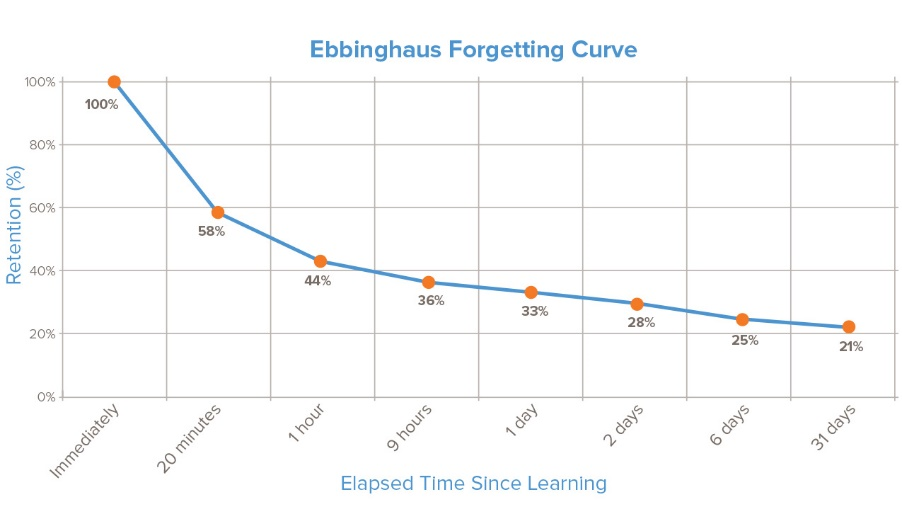 Ebbinghaus Forgetting Curve
Retention (%)
100%
80%
60%
40%
20%
0%
100%
58%
44%
36%
33%
28%
25%
21%
Immediately
20 minutes
1 hour
9 hours
1 day
2 days
6 days
31 days
Elapsed Time Since Learning